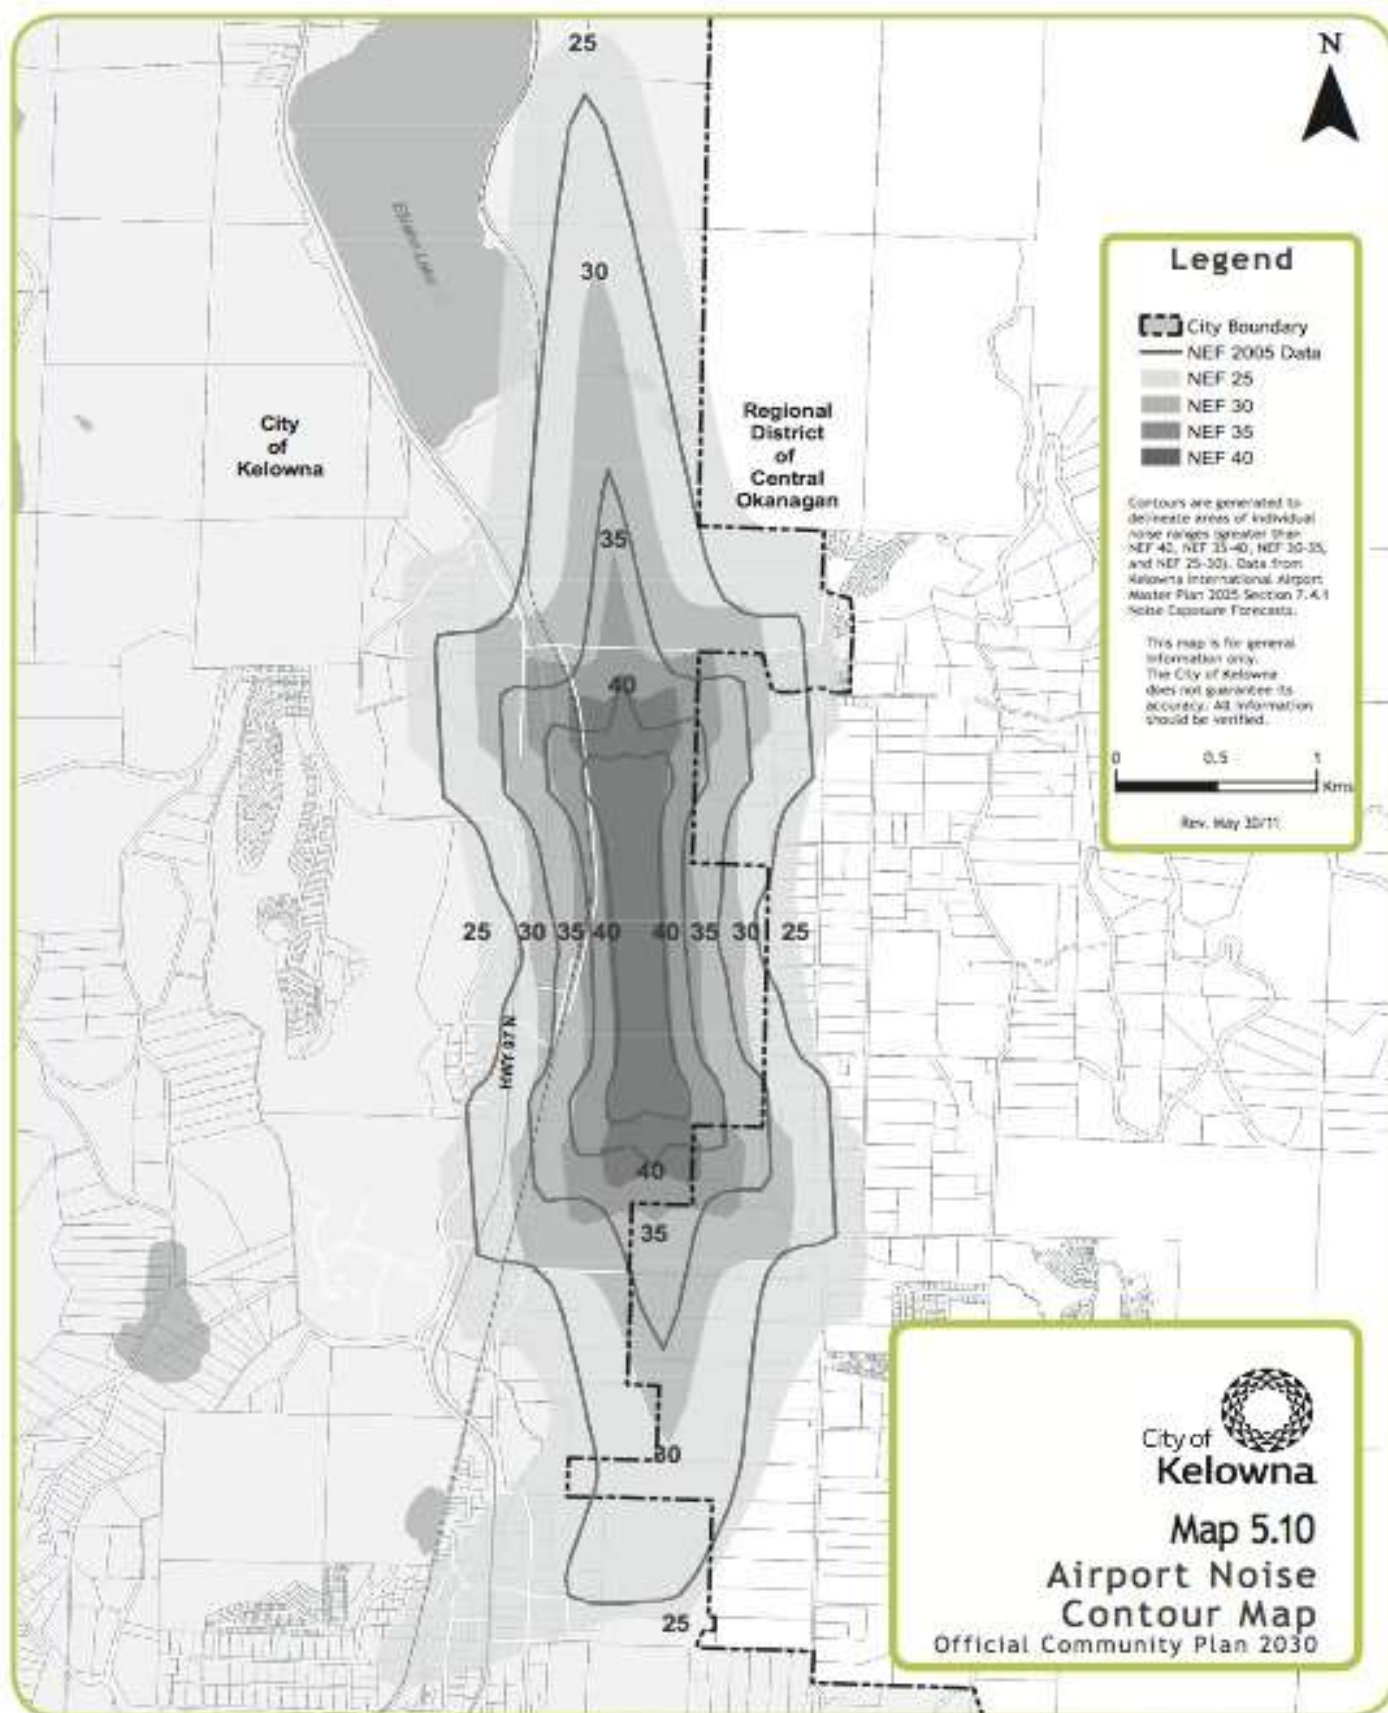 25
N
Ellison Lake
30
Legend
City Boundary
NEF 2005 Data
NEF 25
NEF 30
NEF 35
NEF 40
City
of
Kelowna
Regional
District
of
Central
Okanagan
Contours are generated to
delineate areas of individual
noise ranges (greater than
NEF 40, NEF 35-40, NEF 30-35,
and NEF 25-30). Data from
Kelowna International Airport
Master Plan 2025 Section 7.4.1
Noise Exposure Forecasts.
This map is for general
information only.
The City of Kelowna
does not guarantee its
accuracy. All information
should be verified.
0 0.5 1
Kms
Rev. May 30/11
35
40
25 30 35 40 40 35 30 25
HWY 97 N
40
35
30
25
City of
Kelowna
Map 5.10
Airport Noise
Contour Map
Official Community Plan 2030